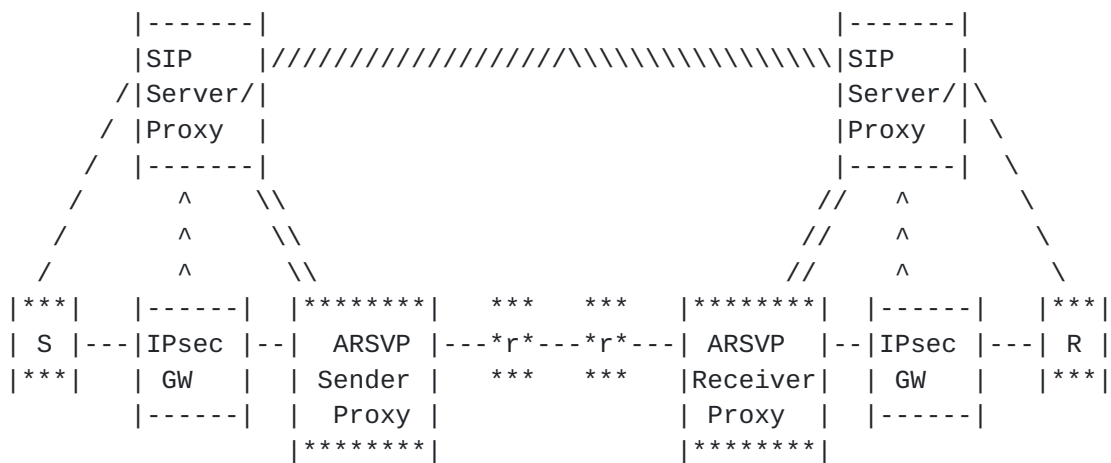 |-------| |-------|
|SIP |///////////////////\\\\\\\\\\\\\\\\\|SIP |
/|Server/| |Server/|\
/ |Proxy | |Proxy | \
/ |-------| |-------| \
/ ^ \\ // ^ \
/ ^ \\ // ^ \
/ ^ \\ // ^ \
|***| |------| |********| *** *** |********| |------| |***|
| S |---|IPsec |--| ARSVP |---*r*---*r*---| ARSVP |--|IPsec |---| R |
|***| | GW | | Sender | *** *** |Receiver| | GW | |***|
|------| | Proxy | | Proxy | |------|
|********| |********|